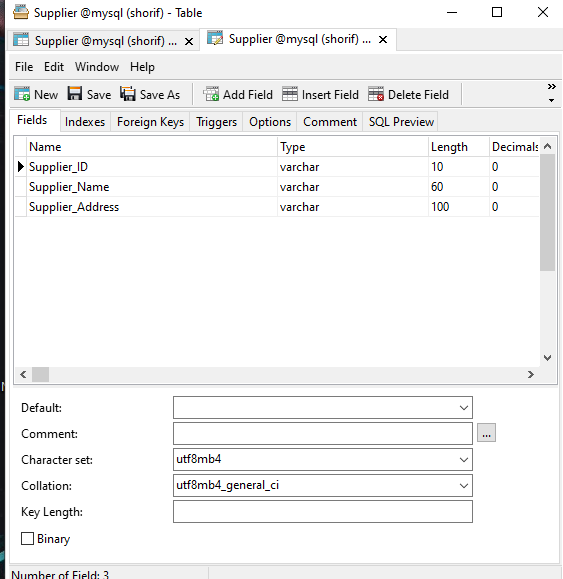 Supplier @mysql (shorif) - Table
Supplier @mysql (shorif) ... Supplier @mysql (shorif) ...
File Edit Window Help
New Save Save As Add Field Insert Field Delete Field
Fields Indexes Foreign Keys Triggers Options Comment SQL Preview
Name Type Length Decimals
Supplier_ID varchar 10 0
Supplier_Name varchar 60 0
Supplier_Address varchar 100 0
Default:
Comment: ...
Character set: utf8mb4
Collation: utf8mb4_general_ci
Key Length:
Binary
Number of Field: 3